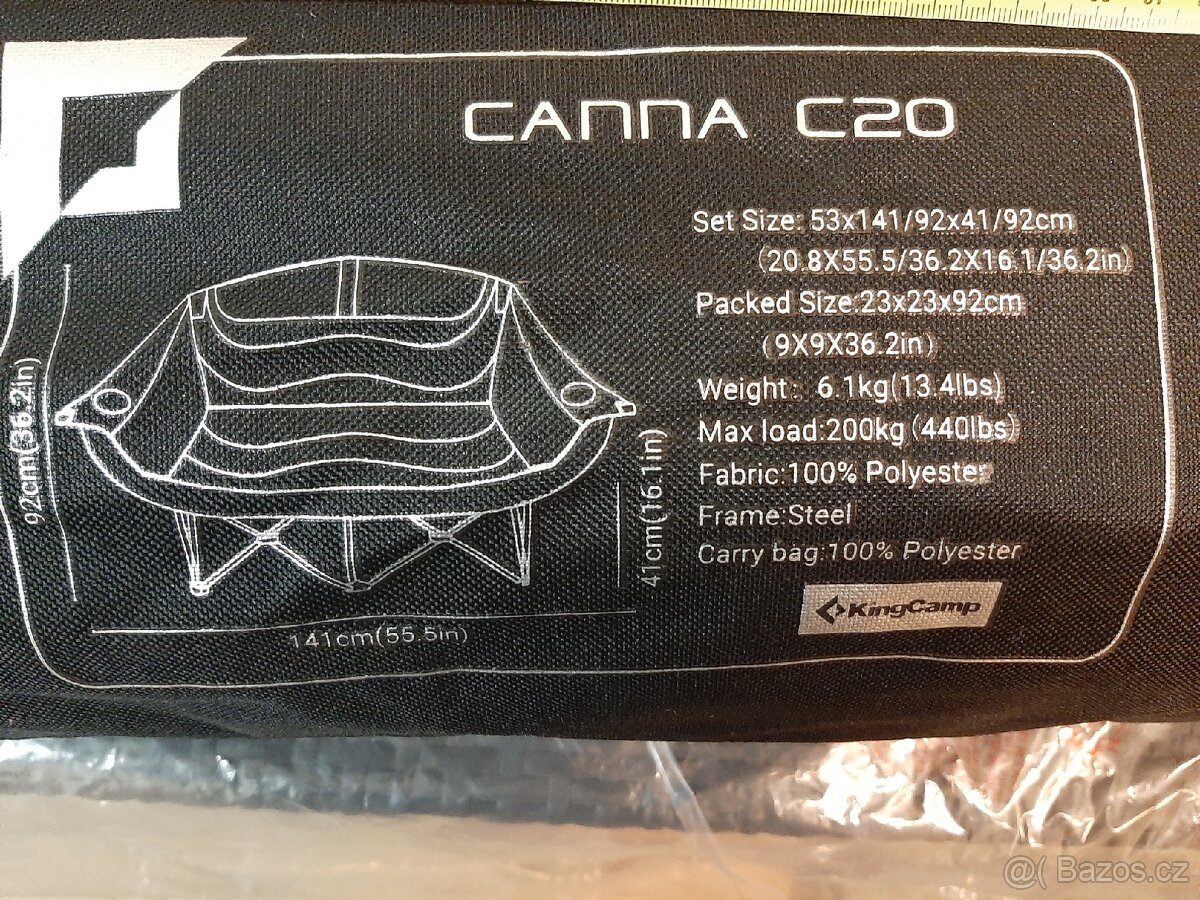 CANNA C20
Set Size: 53x141/92x41/92cm
(20.8X55.5/36.2X16.1/36.2in)
Packed Size:23x23x92cm
(9X9X36.2in)
Weight: 6.1kg(13.4lbs)
Max load:200kg(440lbs)
Fabric:100% Polyester
Frame:Steel
Carry bag:100% Polyester
KingCamp
92cm(36.2in)
41cm(16.1in)
141cm(55.5in)
@( Bazos.cz